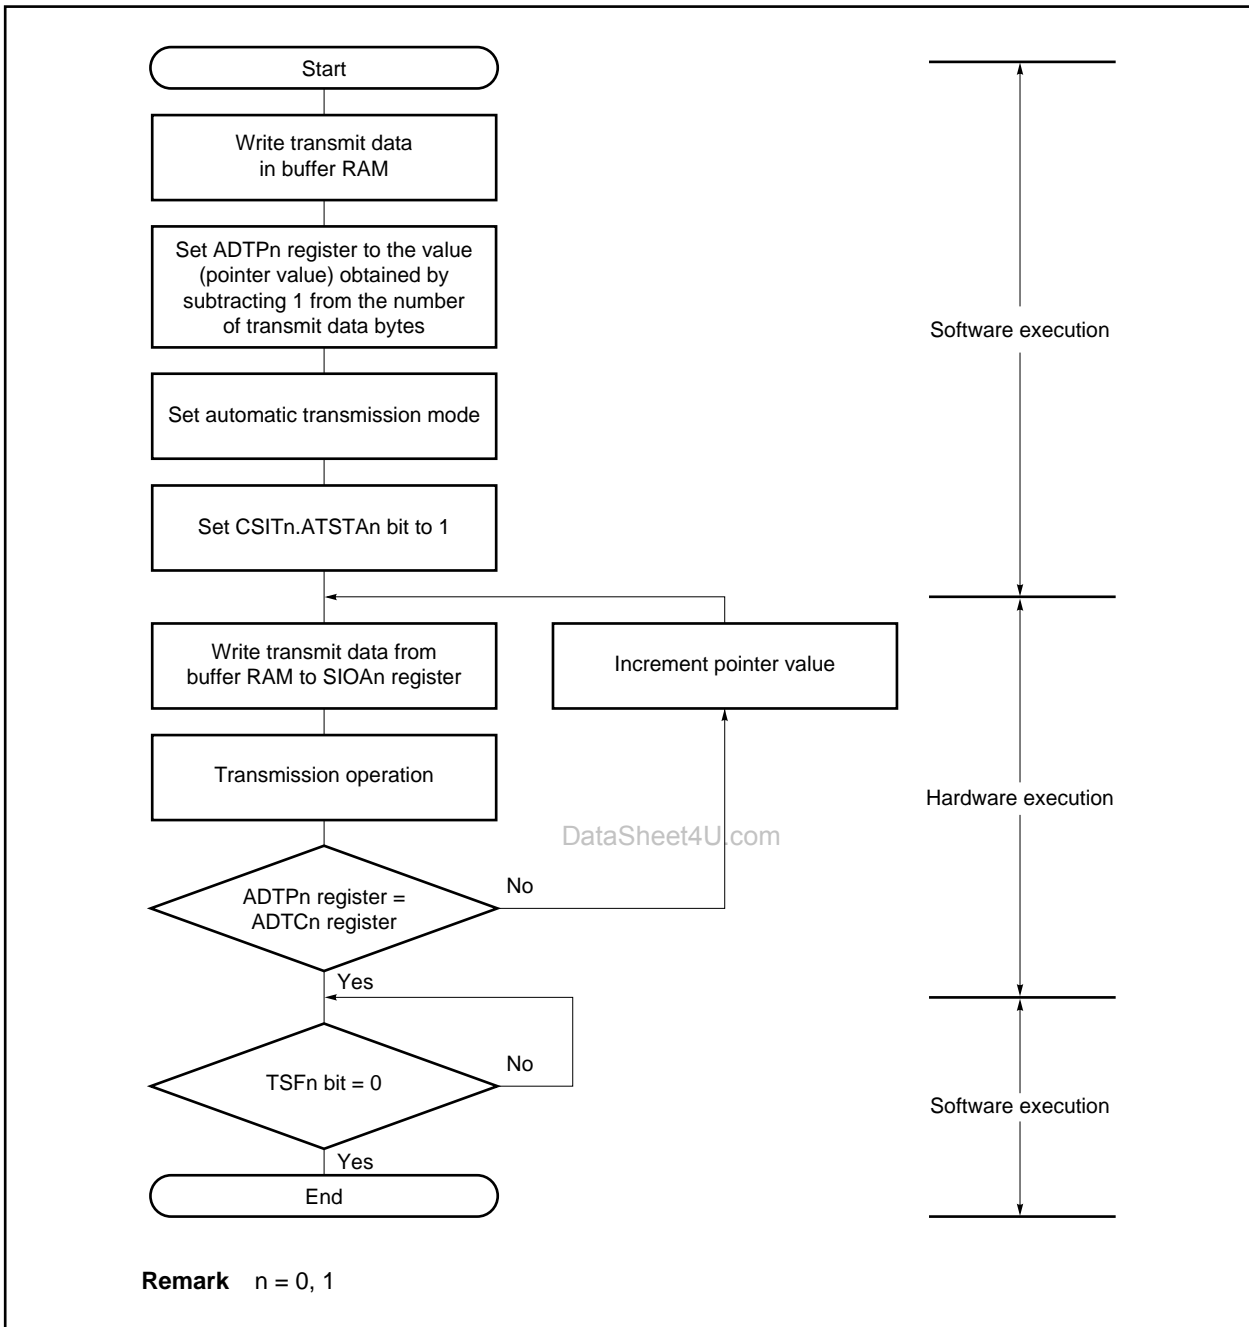 Start
Write transmit data
in buffer RAM
Set ADTPn register to the value
(pointer value) obtained by
subtracting 1 from the number
of transmit data bytes
Software execution
Set automatic transmission mode
Set CSITn.ATSTAn bit to 1
Write transmit data from
buffer RAM to SIOAn register
Increment pointer value
Transmission operation
Hardware execution
DataSheet4U.com
ADTPn register =
ADTCn register
No
Yes
TSFn bit = 0
No
Software execution
Yes
End
Remark n = 0, 1